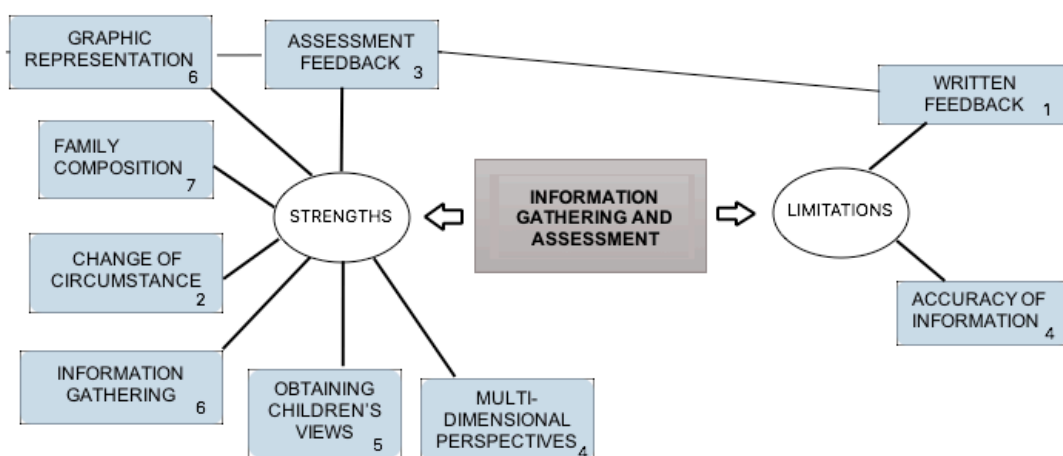 GRAPHIC
REPRESENTATION
6
ASSESSMENT
FEEDBACK
3
WRITTEN
FEEDBACK
1
FAMILY
COMPOSITION
7
STRENGTHS
INFORMATION
GATHERING AND
ASSESSMENT
LIMITATIONS
CHANGE OF
CIRCUMSTANCE
2
ACCURACY OF
INFORMATION
4
INFORMATION
GATHERING
6
OBTAINING
CHILDREN'S
VIEWS
5
MULTI-
DIMENSIONAL
PERSPECTIVES
4